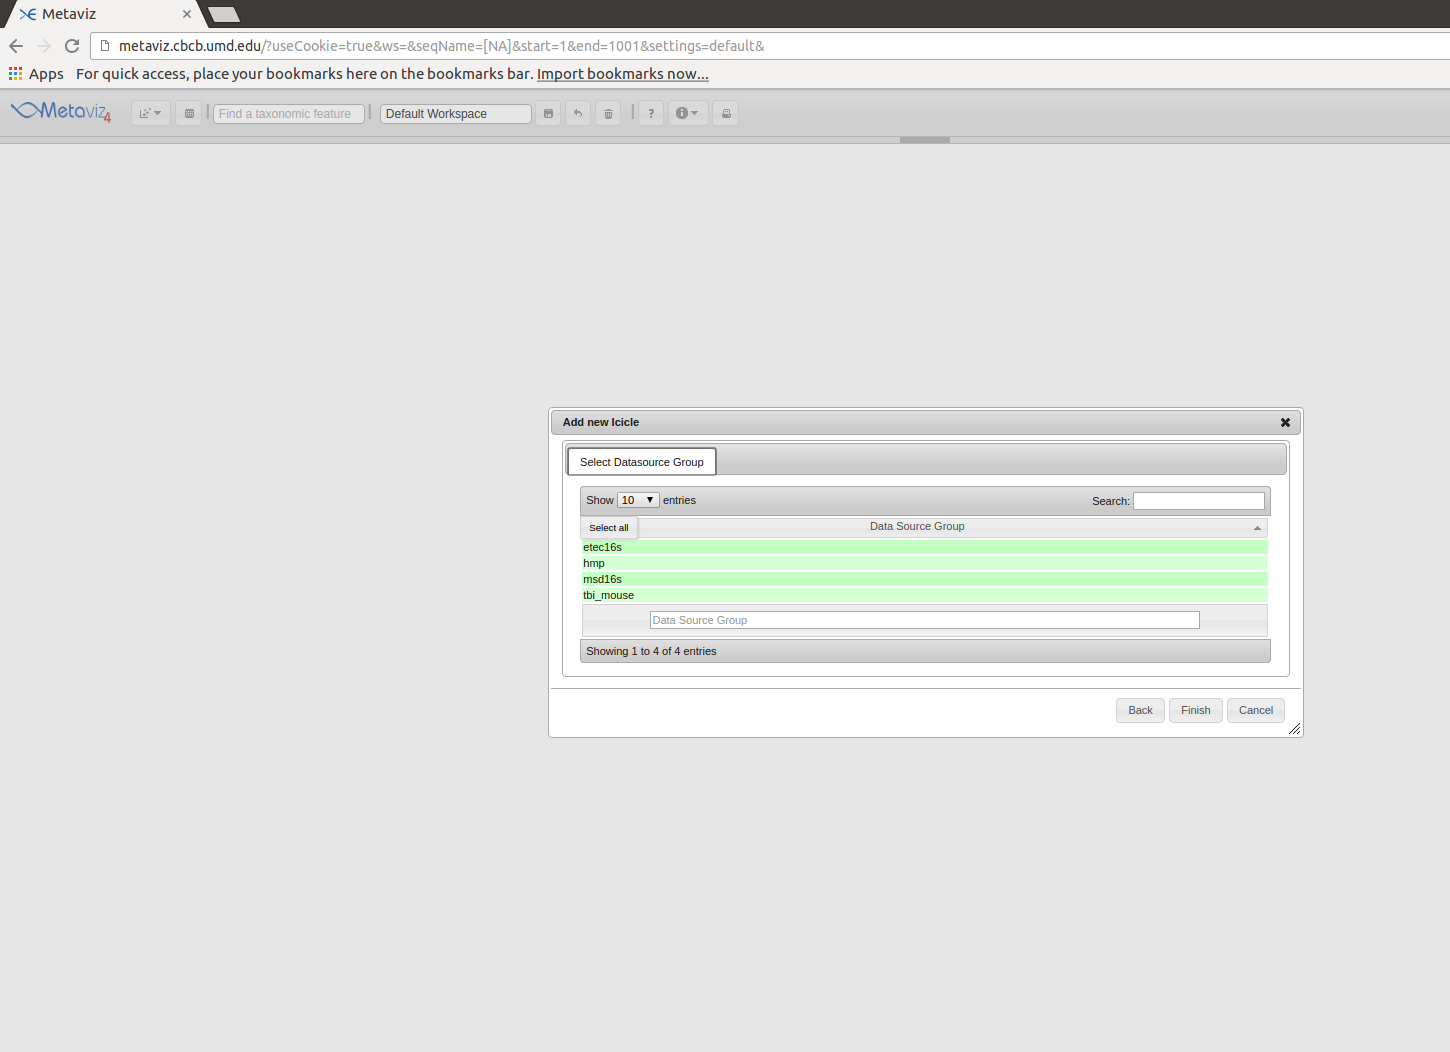 Metaviz
metaviz.cbcb.umd.edu/?useCookie=true&ws=&seqName=[NA]&start=1&end=1001&settings=default&
Apps For quick access, place your bookmarks here on the bookmarks bar. Import bookmarks now...
Metaviz 4 Find a taxonomic feature Default Workspace ?
Add new Icicle
Select Datasource Group
Show 10 entries Search:
Select all Data Source Group
etec16s
hmp
msd16s
tbi_mouse
Data Source Group
Showing 1 to 4 of 4 entries
Back Finish Cancel